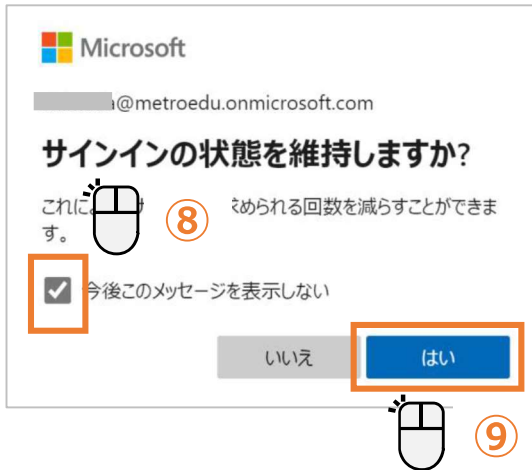 Microsoft
a@metroedu.onmicrosoft.com
サインインの状態を維持しますか?
これに められる回数を減らすことができま
す。
⑧
今後このメッセージを表示しない
いいえ
はい
⑨